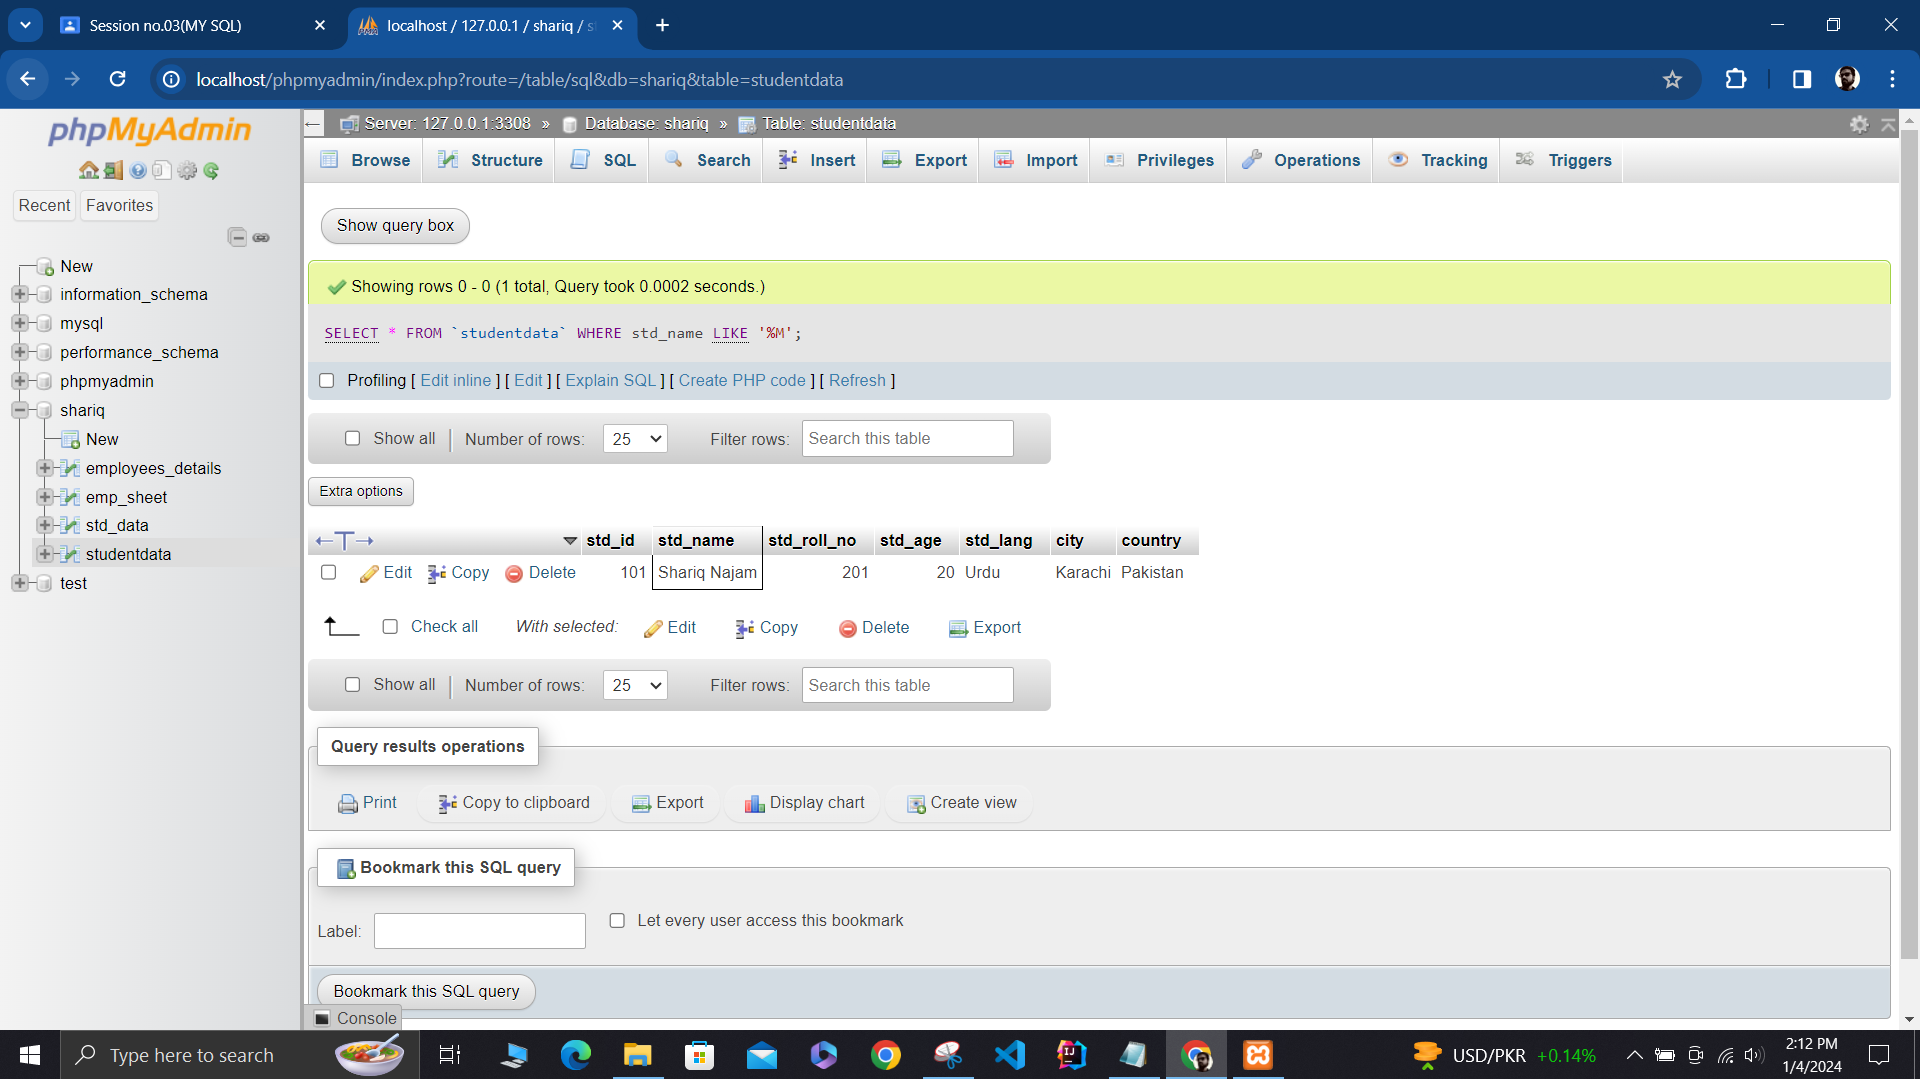 Session no.03(MY SQL)
localhost / 127.0.0.1 / shariq / s
localhost/phpmyadmin/index.php?route=/table/sql&db=shariq&table=studentdata
phpMyAdmin
Recent
Favorites
New
information_schema
mysql
performance_schema
phpmyadmin
shariq
New
employees_details
emp_sheet
std_data
studentdata
test
Server: 127.0.0.1:3308 » Database: shariq » Table: studentdata
Browse Structure SQL Search Insert Export Import Privileges Operations Tracking Triggers
Show query box
Showing rows 0 - 0 (1 total, Query took 0.0002 seconds.)
SELECT * FROM `studentdata` WHERE std_name LIKE '%M';
Profiling [ Edit inline ] [ Edit ] [ Explain SQL ] [ Create PHP code ] [ Refresh ]
Show all | Number of rows: 25 Filter rows: Search this table
Extra options
←T→ std_id std_name std_roll_no std_age std_lang city country
Edit Copy Delete 101 Shariq Najam 201 20 Urdu Karachi Pakistan
Check all With selected: Edit Copy Delete Export
Show all | Number of rows: 25 Filter rows: Search this table
Query results operations
Print Copy to clipboard Export Display chart Create view
Bookmark this SQL query
Label: Let every user access this bookmark
Bookmark this SQL query
Console
Type here to search
USD/PKR +0.14%
2:12 PM
1/4/2024